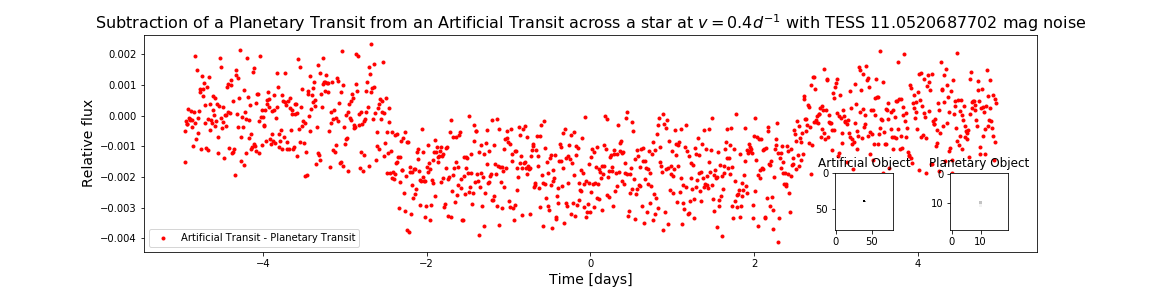 Subtraction of a Planetary Transit from an Artificial Transit across a star at v = 0.4d⁻¹ with TESS 11.0520687702 mag noise
Relative flux
0.002
0.001
0.000
−0.001
−0.002
−0.003
−0.004
Artificial Transit - Planetary Transit
Artificial Object
0
50
0 50
Planetary Object
0
10
0 10
−4 −2 0 2 4
Time [days]